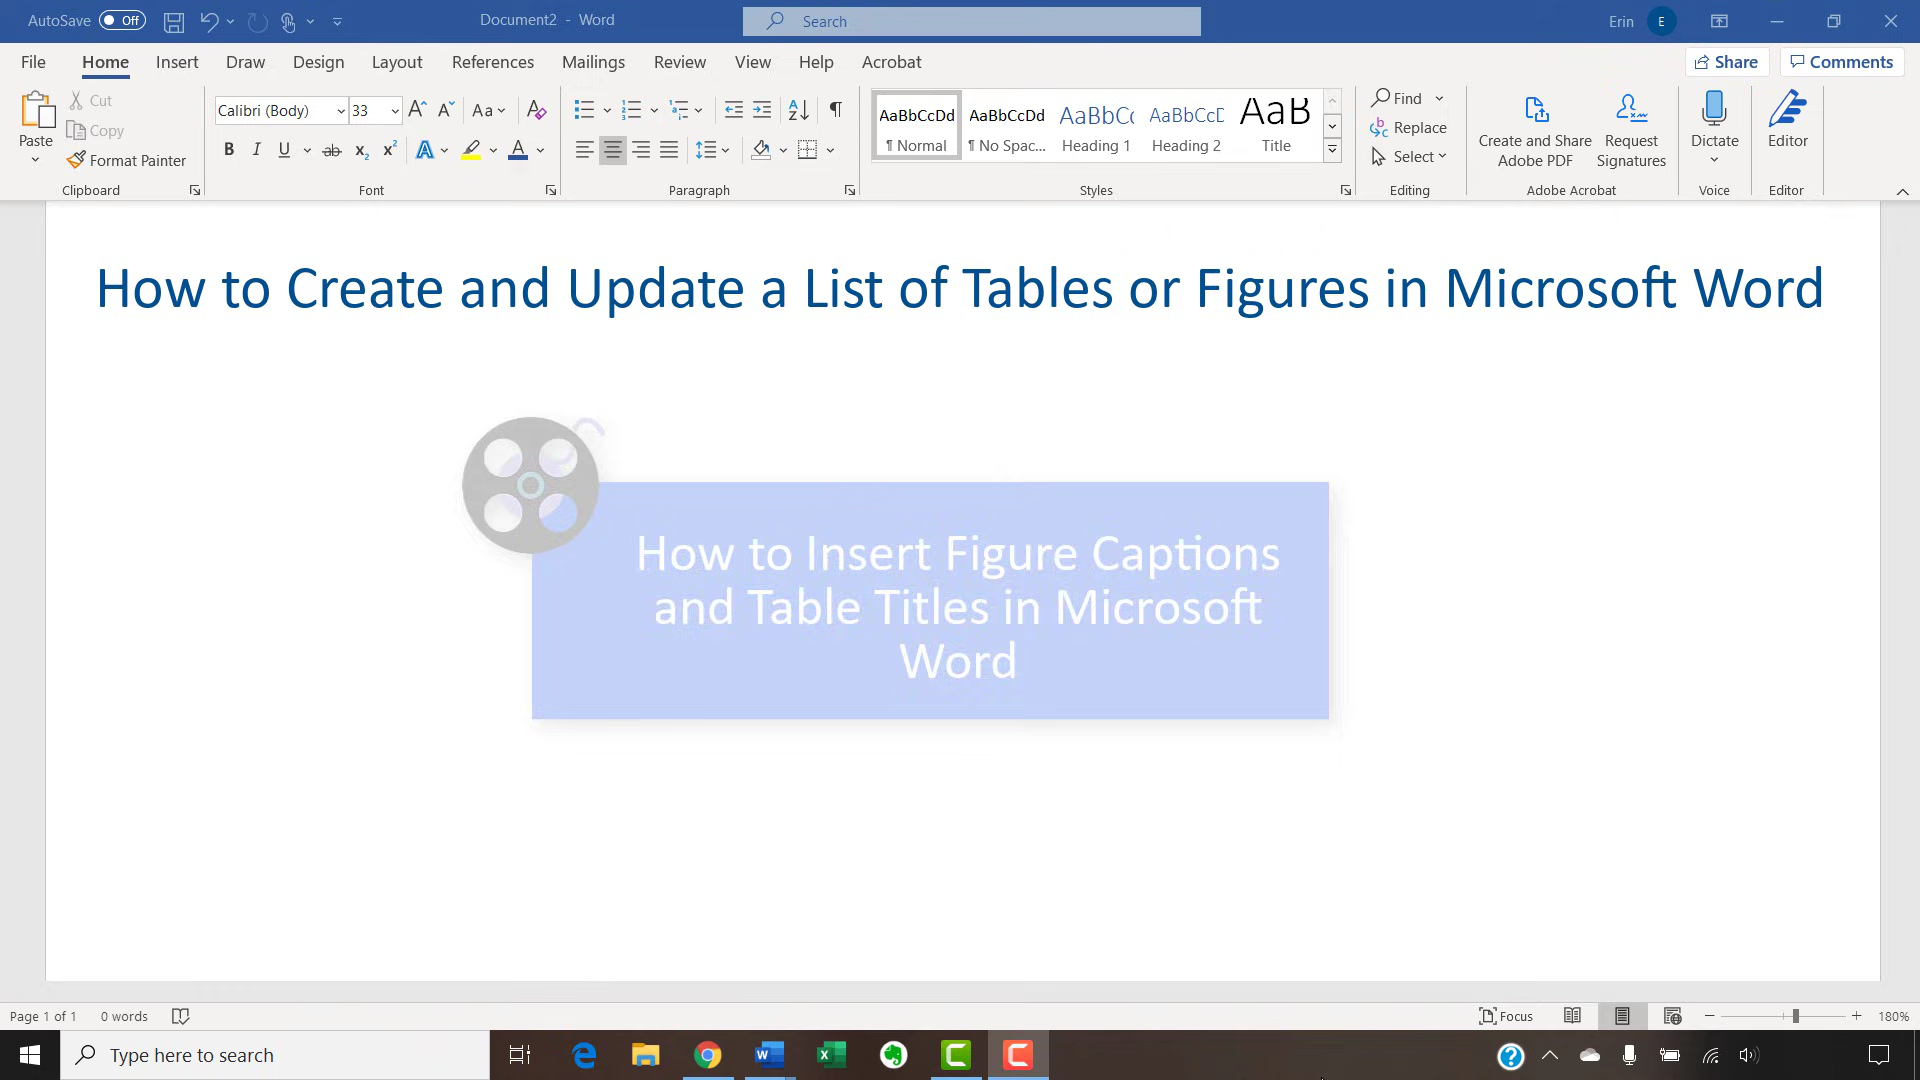 AutoSave Off
Document2 - Word
Search
Erin E
File Home Insert Draw Design Layout References Mailings Review View Help Acrobat
Share Comments
Paste
Cut
Copy
Format Painter
Clipboard
Calibri (Body) 33
Font
Paragraph
AaBbCcDd AaBbCcDd AaBbCc AaBbCcD AaB
¶ Normal ¶ No Spac... Heading 1 Heading 2 Title
Styles
Find
Replace
Select
Editing
Create and Share
Adobe PDF
Request
Signatures
Adobe Acrobat
Dictate
Voice
Editor
Editor
How to Create and Update a List of Tables or Figures in Microsoft Word
How to Insert Figure Captions
and Table Titles in Microsoft
Word
Page 1 of 1 0 words
Focus
180%
Type here to search